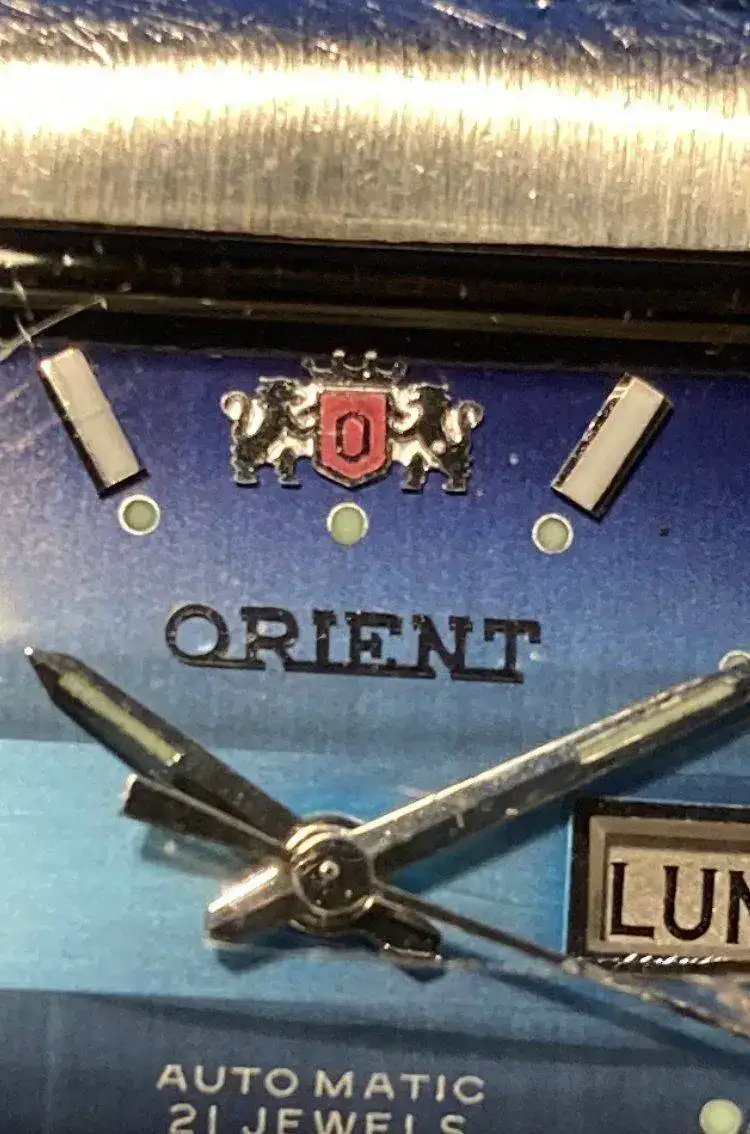 O
ORIENT
LUN
AUTOMATIC
21 JEWELS